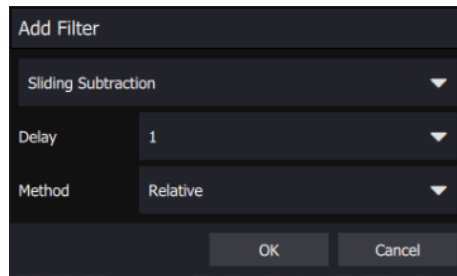 Add Filter
Sliding Subtraction
Delay 1
Method Relative
OK Cancel